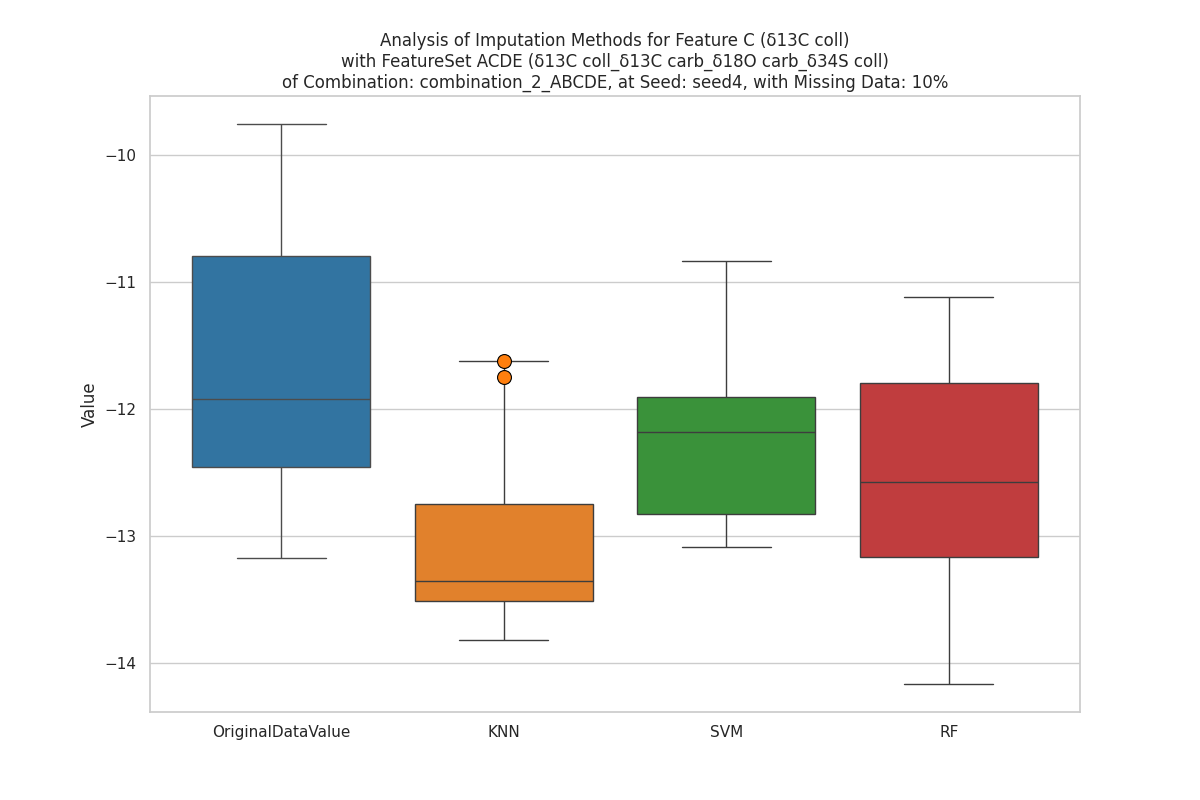 Analysis of Imputation Methods for Feature C (δ13C coll)
with FeatureSet ACDE (δ13C coll_δ13C carb_δ18O carb_δ34S coll)
of Combination: combination_2_ABCDE, at Seed: seed4, with Missing Data: 10%
Value
−10
−11
−12
−13
−14
OriginalDataValue
KNN
SVM
RF